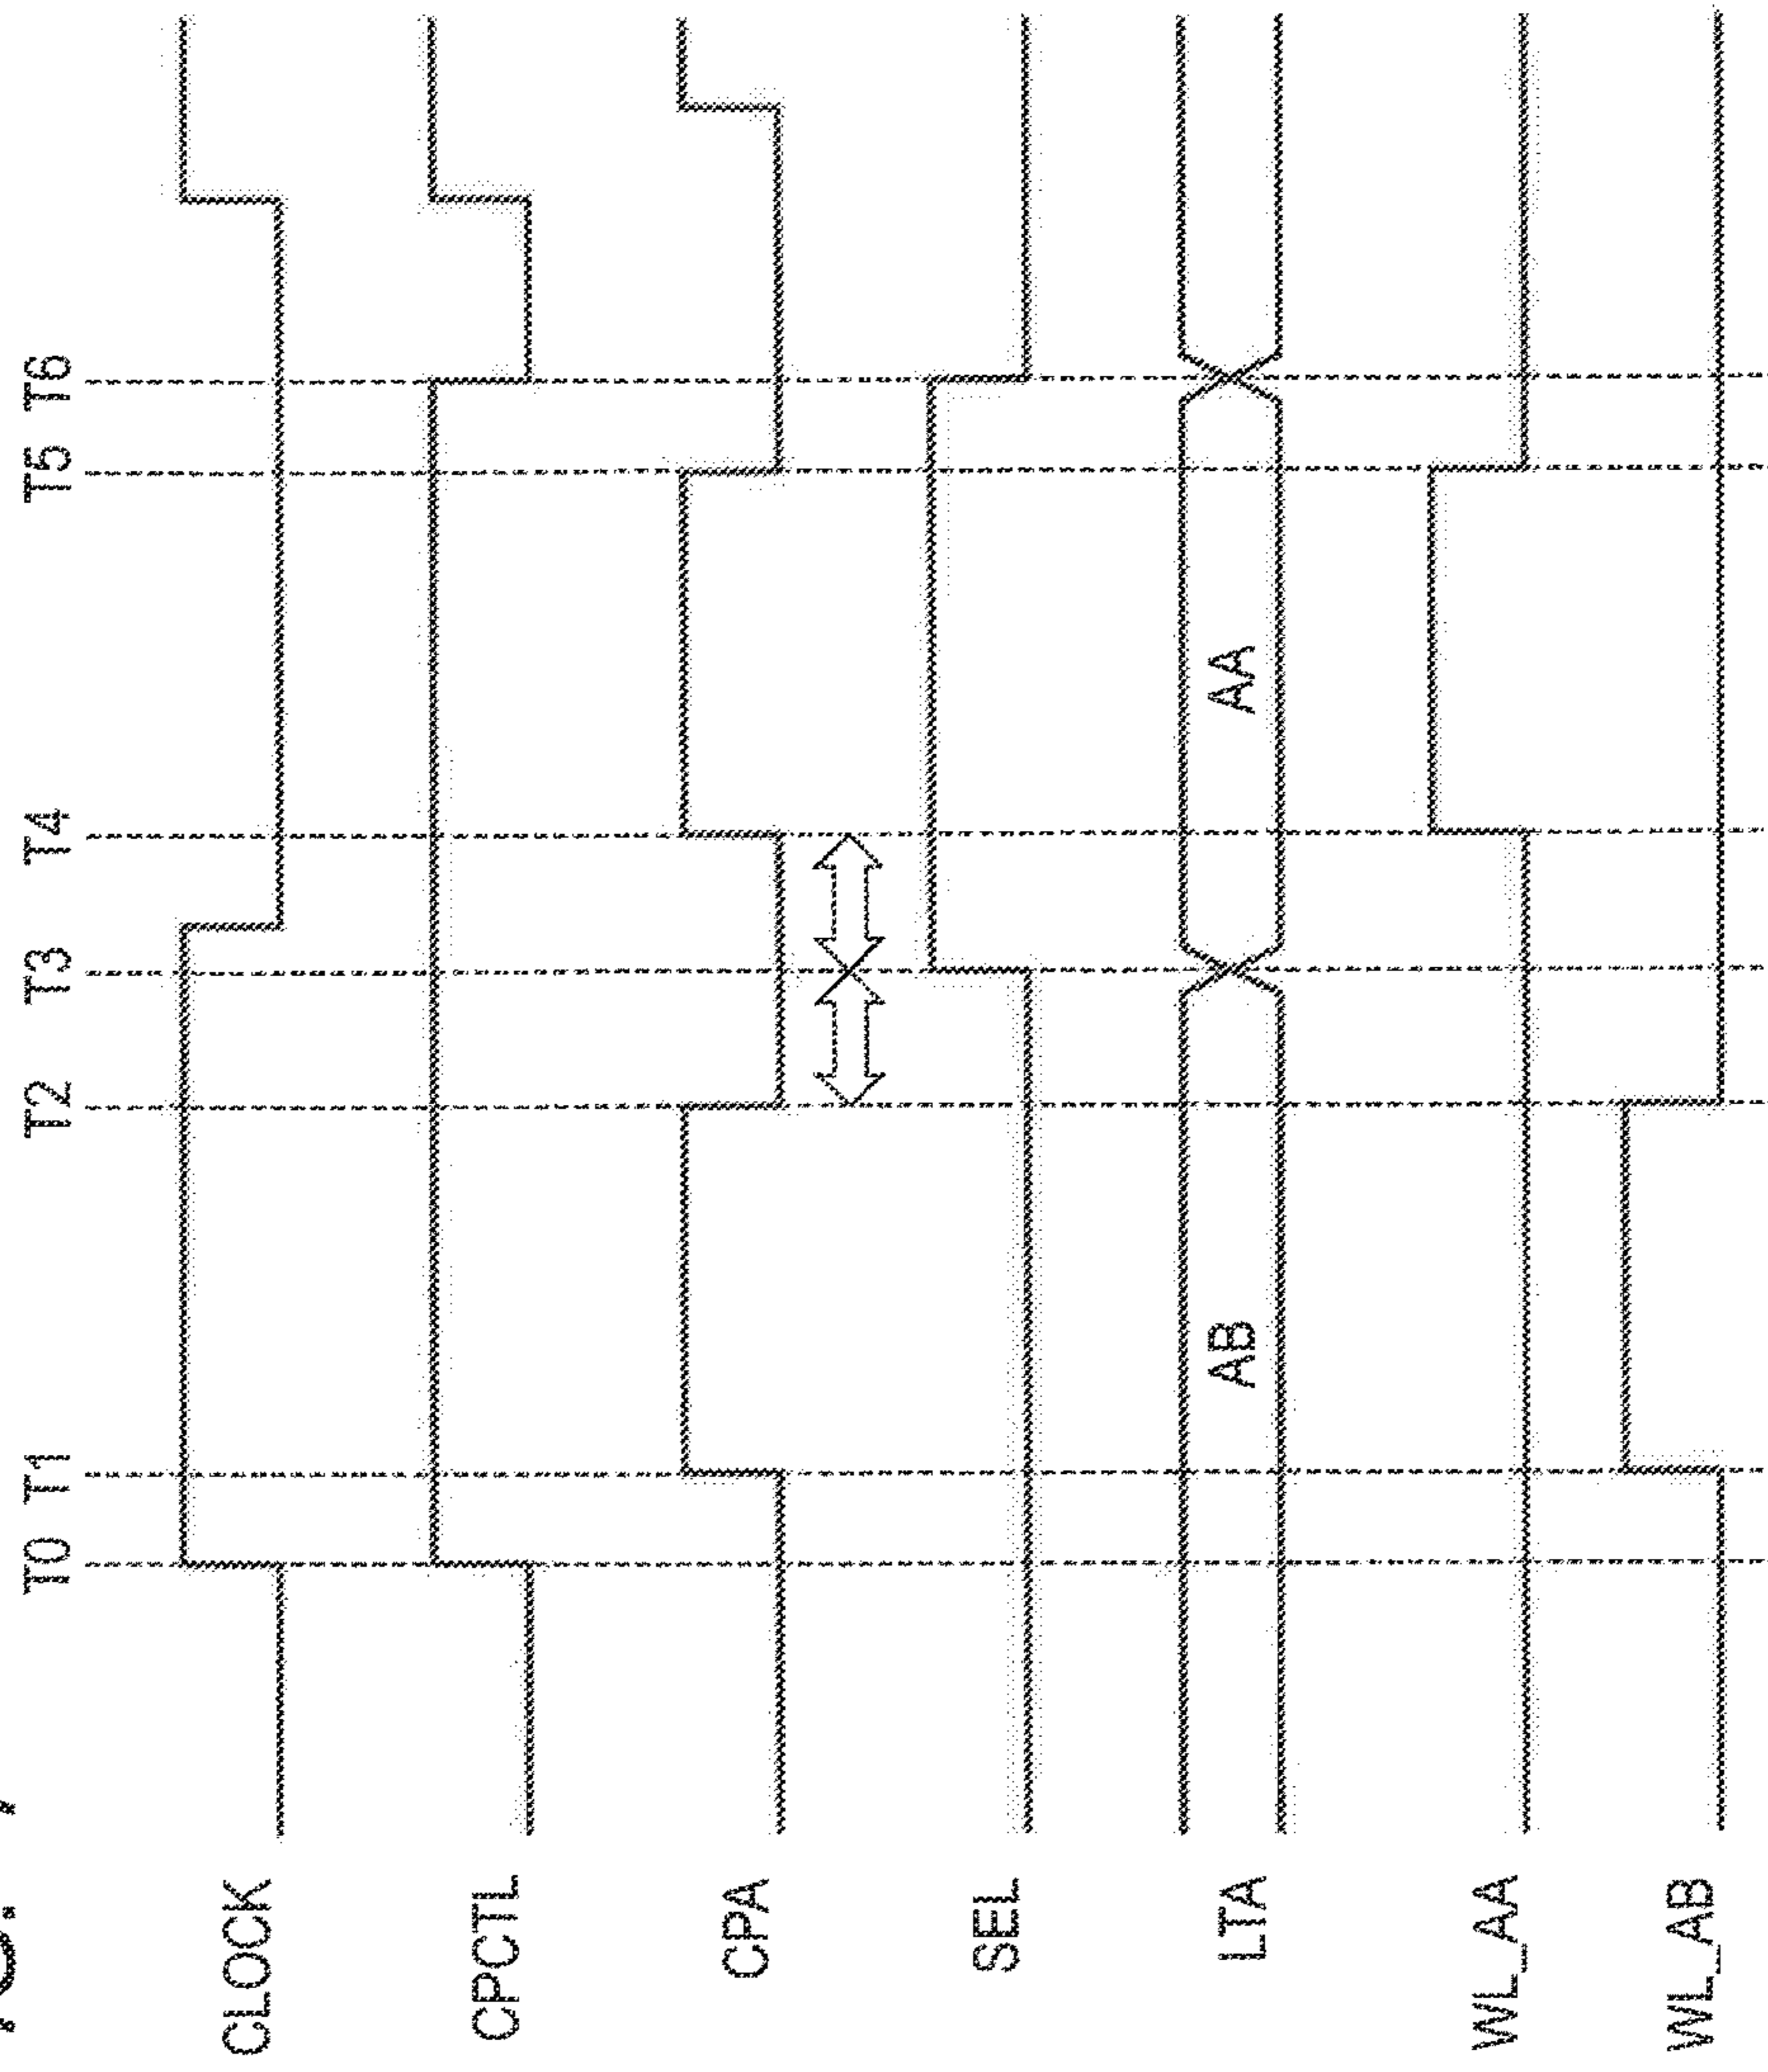 T0 T1 T2 T3 T4 T5 T6
CLOCK
CPCTL
CPA
SEL
LTA AB AA
WL_AA
WL_AB